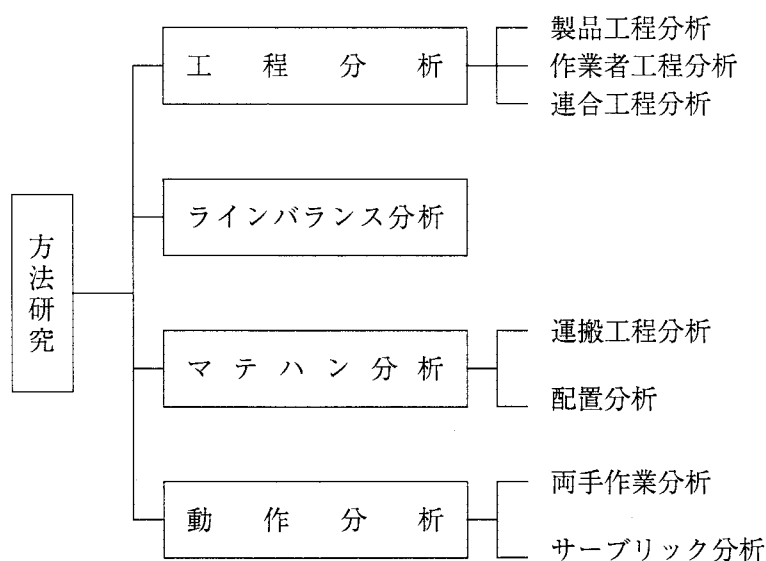 方法研究
工程分析
製品工程分析
作業者工程分析
連合工程分析
ラインバランス分析
マテハン分析
運搬工程分析
配置分析
動作分析
両手作業分析
サーブリック分析